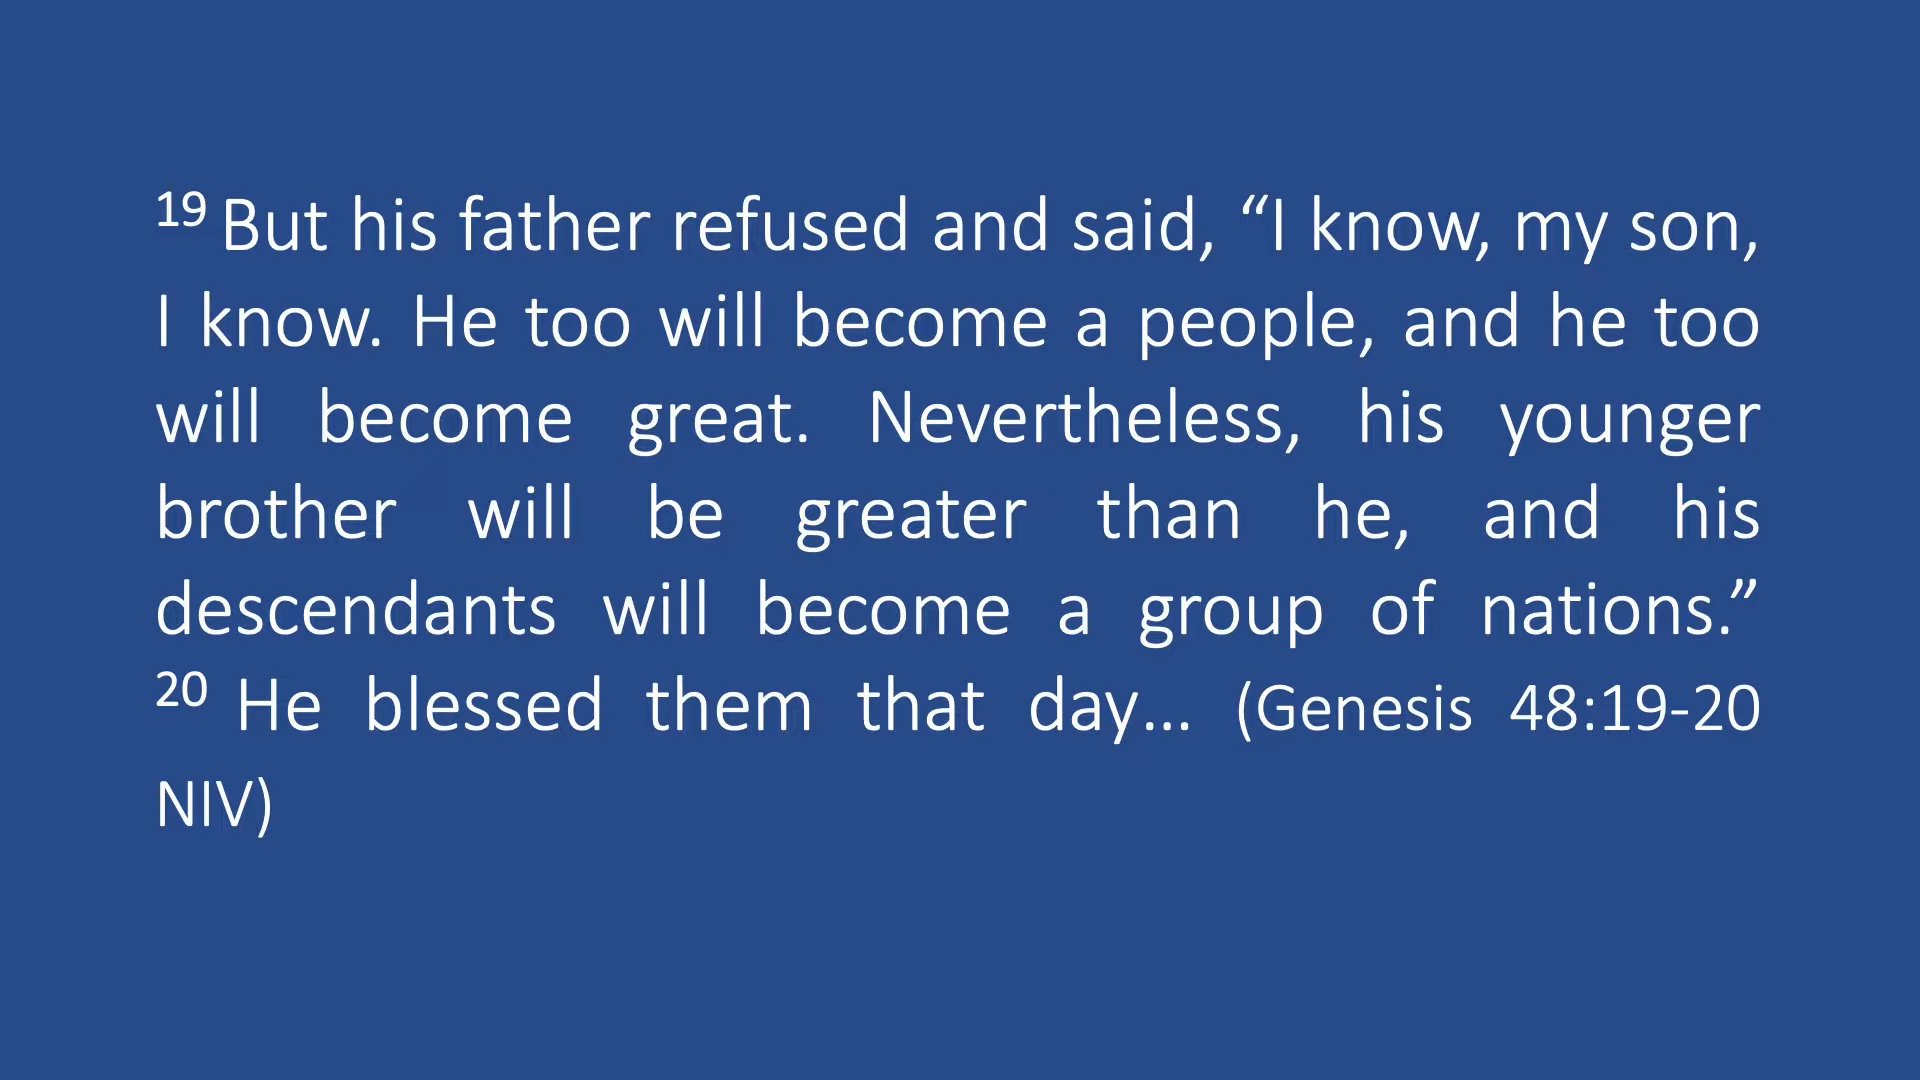 19 But his father refused and said, “I know, my son,
I know. He too will become a people, and he too
will become great. Nevertheless, his younger
brother will be greater than he, and his
descendants will become a group of nations.”
20 He blessed them that day… (Genesis 48:19-20
NIV)